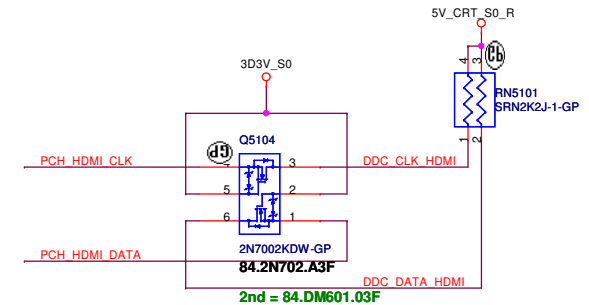 5V_CRT_S0_R
3D3V_S0
4
3
RN5101
SRN2K2J-1-GP
1
2
Q5104
PCH_HDMI_CLK
3
DDC_CLK_HDMI
5
2
6
1
PCH_HDMI_DATA
2N7002KDW-GP
84.2N702.A3F
DDC_DATA_HDMI
2nd = 84.DM601.03F